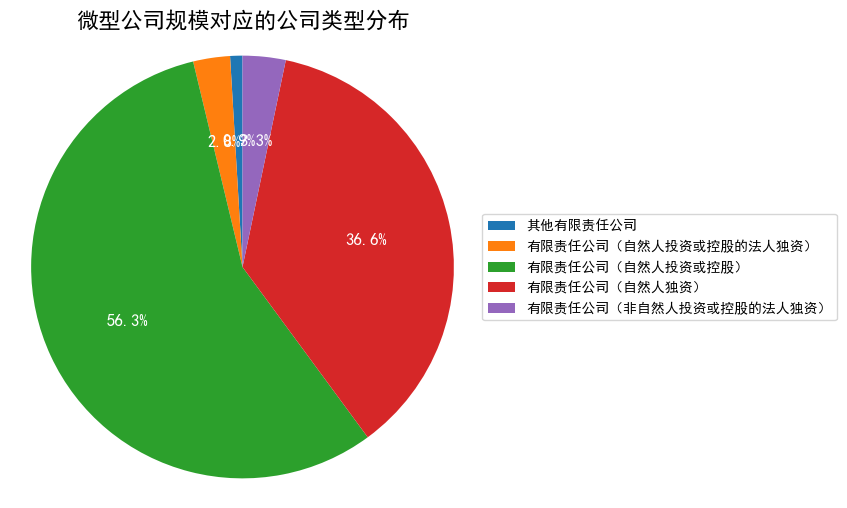 微型公司规模对应的公司类型分布
2.8%
36.6%
56.3%
其他有限责任公司
有限责任公司（自然人投资或控股的法人独资）
有限责任公司（自然人投资或控股）
有限责任公司（自然人独资）
有限责任公司（非自然人投资或控股的法人独资）